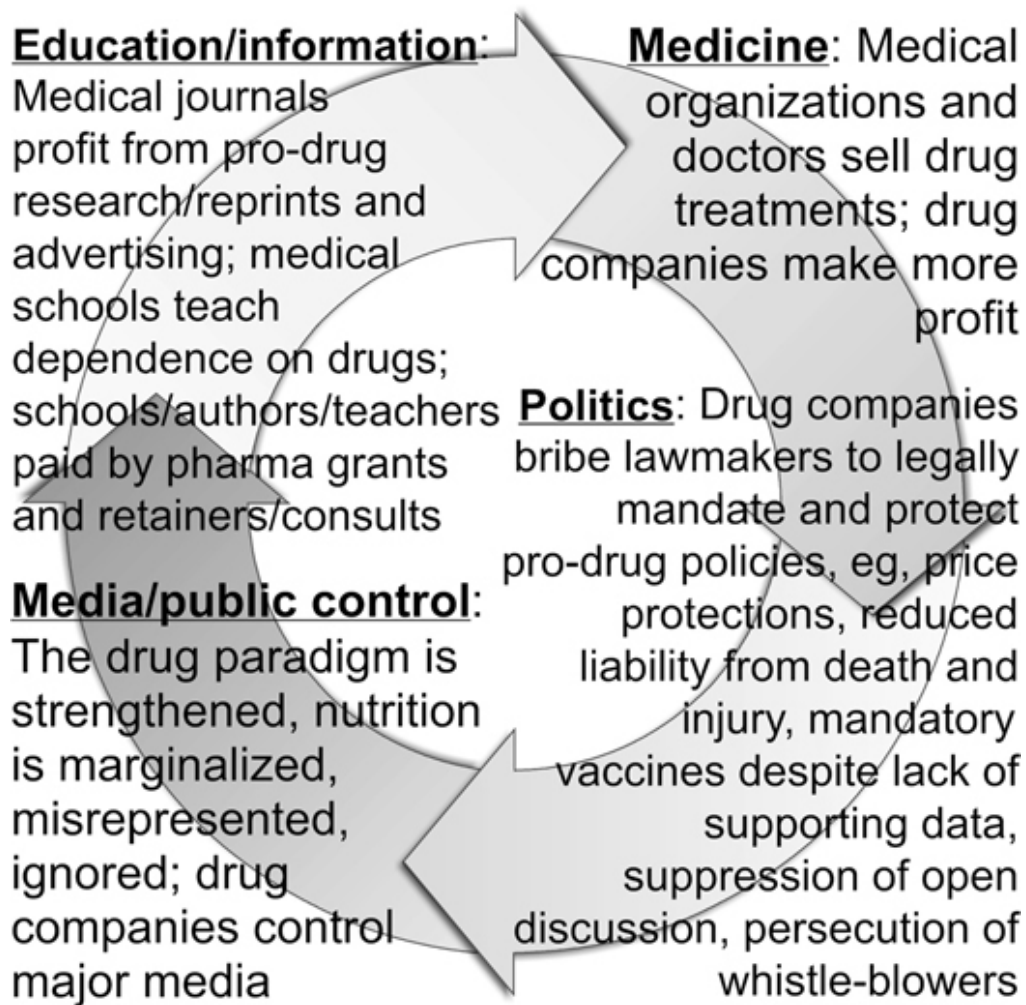 Education/information:
Medical journals
profit from pro-drug
research/reprints and
advertising; medical
schools teach
dependence on drugs;
schools/authors/teachers
paid by pharma grants
and retainers/consults
Medicine: Medical
organizations and
doctors sell drug
treatments; drug
companies make more
profit
Politics: Drug companies
bribe lawmakers to legally
mandate and protect
pro-drug policies, eg, price
protections, reduced
liability from death and
injury, mandatory
vaccines despite lack of
supporting data,
suppression of open
discussion, persecution of
whistle-blowers
Media/public control:
The drug paradigm is
strengthened, nutrition
is marginalized,
misrepresented,
ignored; drug
companies control
major media